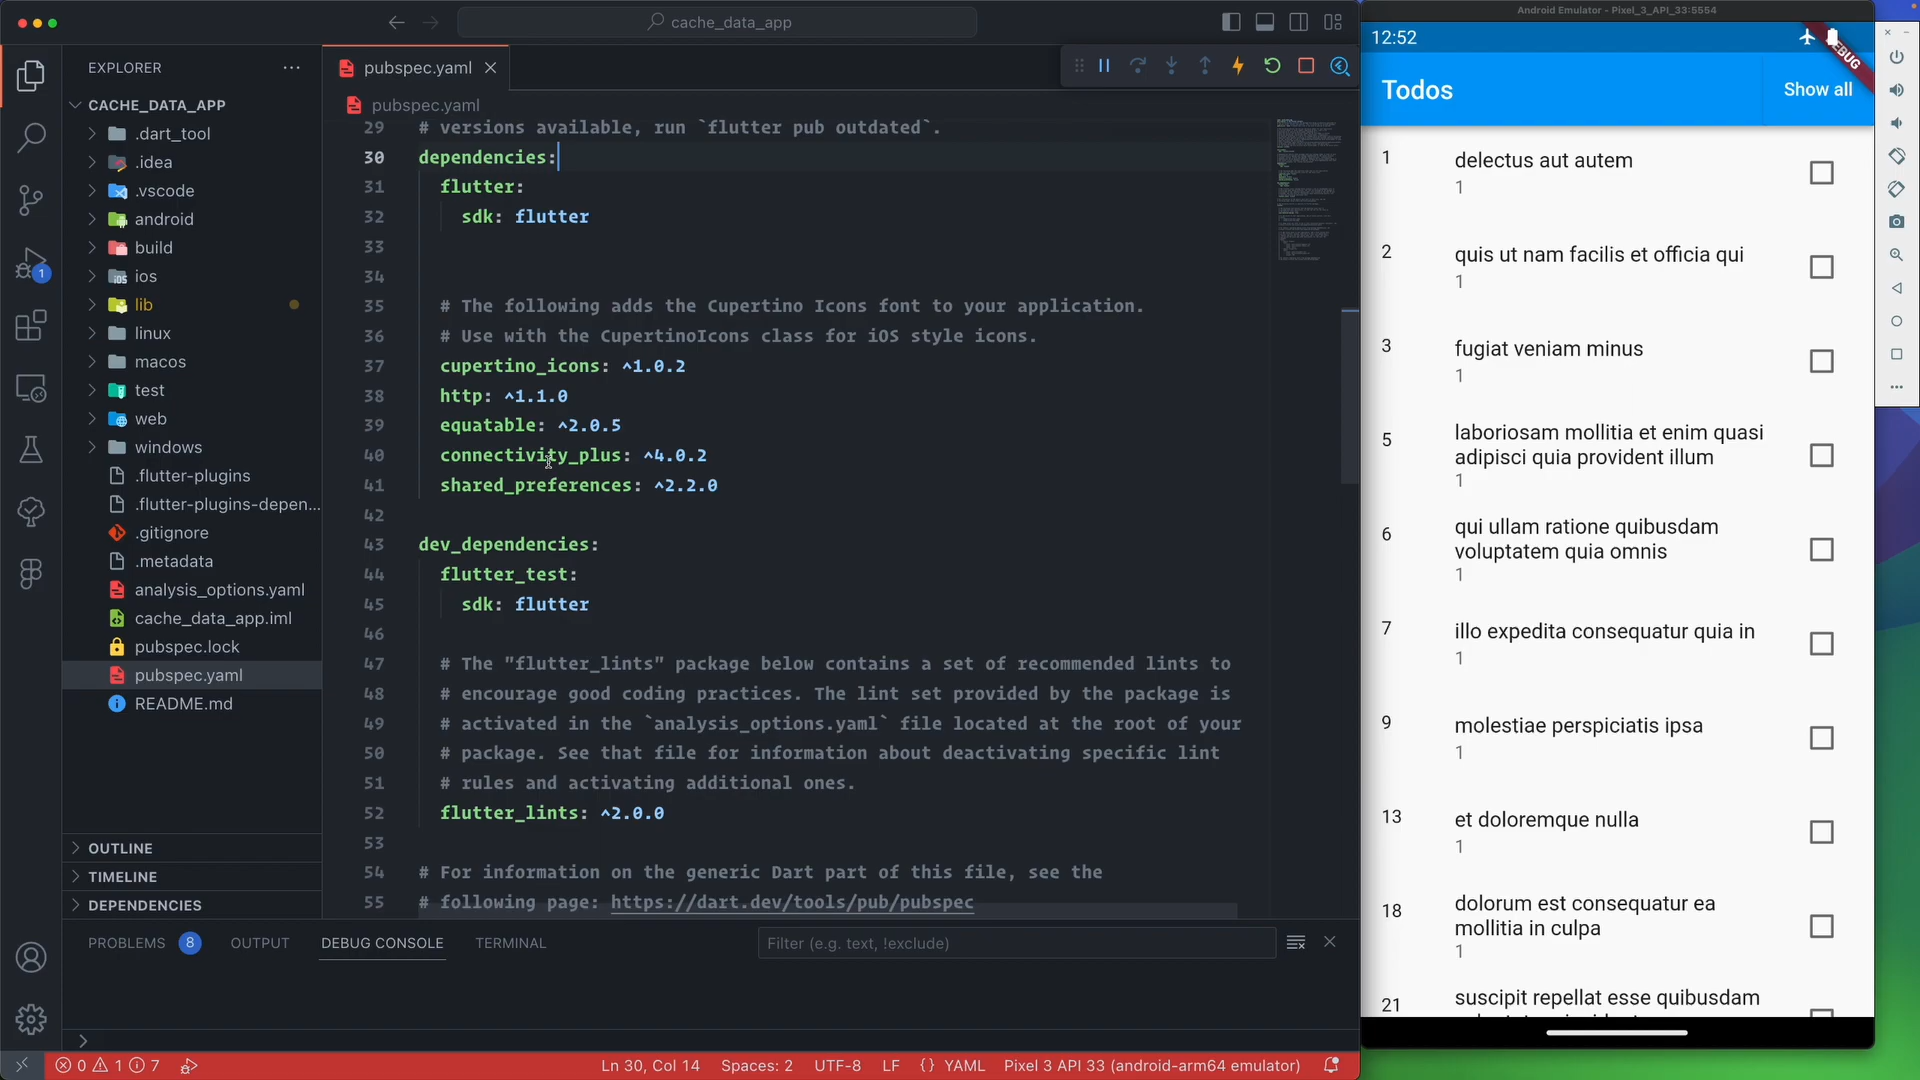 cache_data_app
Android Emulator - Pixel_3_API_33:5554
EXPLORER
CACHE_DATA_APP
.dart_tool
.idea
.vscode
android
build
ios
lib
linux
macos
test
web
windows
.flutter-plugins
.flutter-plugins-depen...
.gitignore
.metadata
analysis_options.yaml
cache_data_app.iml
pubspec.lock
pubspec.yaml
README.md
OUTLINE
TIMELINE
DEPENDENCIES
1
pubspec.yaml
pubspec.yaml
29 # versions available, run `flutter pub outdated`.
30 dependencies:
31 flutter:
32 sdk: flutter
33
34
35 # The following adds the Cupertino Icons font to your application.
36 # Use with the CupertinoIcons class for iOS style icons.
37 cupertino_icons: ^1.0.2
38 http: ^1.1.0
39 equatable: ^2.0.5
40 connectivity_plus: ^4.0.2
41 shared_preferences: ^2.2.0
42
43 dev_dependencies:
44 flutter_test:
45 sdk: flutter
46
47 # The "flutter_lints" package below contains a set of recommended lints to
48 # encourage good coding practices. The lint set provided by the package is
49 # activated in the `analysis_options.yaml` file located at the root of your
50 # package. See that file for information about deactivating specific lint
51 # rules and activating additional ones.
52 flutter_lints: ^2.0.0
53
54 # For information on the generic Dart part of this file, see the
55 # following page: https://dart.dev/tools/pub/pubspec
PROBLEMS 8 OUTPUT DEBUG CONSOLE TERMINAL
Filter (e.g. text, !exclude)
0 1 7
Ln 30, Col 14 Spaces: 2 UTF-8 LF {} YAML Pixel 3 API 33 (android-arm64 emulator)
12:52
DEBUG
Todos
Show all
1 delectus aut autem
1
2 quis ut nam facilis et officia qui
1
3 fugiat veniam minus
1
5 laboriosam mollitia et enim quasi
adipisci quia provident illum
1
6 qui ullam ratione quibusdam
voluptatem quia omnis
1
7 illo expedita consequatur quia in
1
9 molestiae perspiciatis ipsa
1
13 et doloremque nulla
1
18 dolorum est consequatur ea
mollitia in culpa
1
21 suscipit repellat esse quibusdam